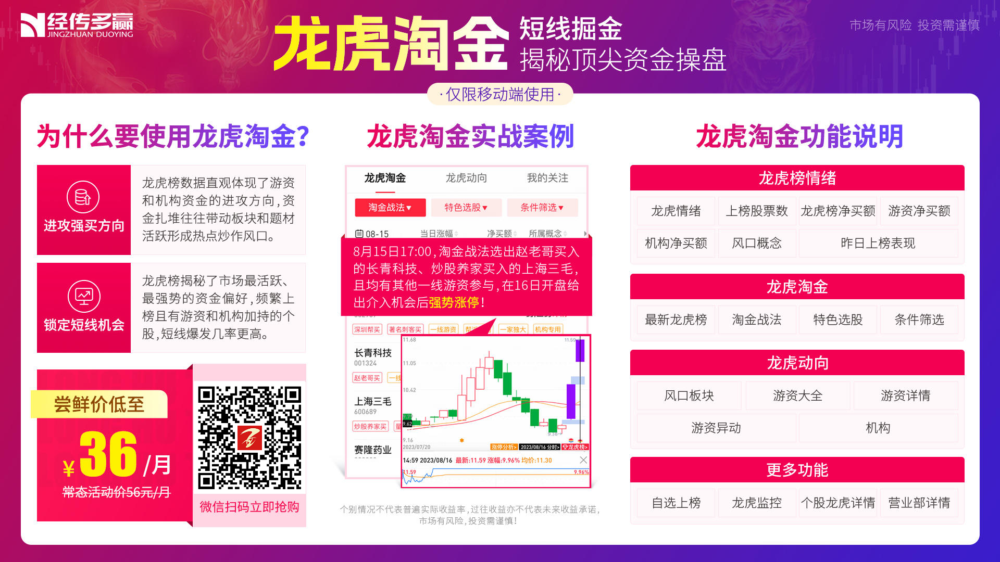 经传多赢
JINGZHUAN DUOYING
龙虎淘金
短线掘金
揭秘顶尖资金操盘
市场有风险 投资需谨慎
·仅限移动端使用·
为什么要使用龙虎淘金？
进攻强买方向
龙虎榜数据直观体现了游资
和机构资金的进攻方向,资
金扎堆往往带动板块和题材
活跃形成热点炒作风口。
锁定短线机会
龙虎榜揭秘了市场最活跃、
最强势的资金偏好,频繁上
榜且有游资和机构加持的个
股,短线爆发几率更高。
尝鲜价低至
¥36/月
常态活动价56元/月
微信扫码立即抢购
龙虎淘金实战案例
龙虎淘金 龙虎动向 我的关注
淘金战法▼ 特色选股▼ 条件筛选▼
08-15 当日涨幅 净买额 所属概念
8月15日17:00,淘金战法选出赵老哥买入
的长青科技、炒股养家买入的上海三毛,
且均有其他一线游资参与,在16日开盘给
出介入机会后强势涨停!
深圳帮买 著名刺客买 一线游资 一家独大 机构专用
长青科技
001324
赵老哥买 一线
上海三毛
600689
炒股养家买 量
赛隆药业
11.68
11.59
11.05
10.42
9.62
9.38
9.16
2023/07/20
涨停分析> 2023/08/16 分时> 龙虎榜>
14:59 2023/08/16 最新:11.59 涨幅:9.96% 均价:11.30
11.59
9.96%
个别情况不代表普遍实际收益率,过往收益亦不代表未来收益承诺,
市场有风险,投资需谨慎!
龙虎淘金功能说明
龙虎榜情绪
龙虎情绪 上榜股票数 龙虎榜净买额 游资净买额
机构净买额 风口概念 昨日上榜表现
龙虎淘金
最新龙虎榜 淘金战法 特色选股 条件筛选
龙虎动向
风口板块 游资大全 游资详情
游资异动 机构
更多功能
自选上榜 龙虎监控 个股龙虎详情 营业部详情